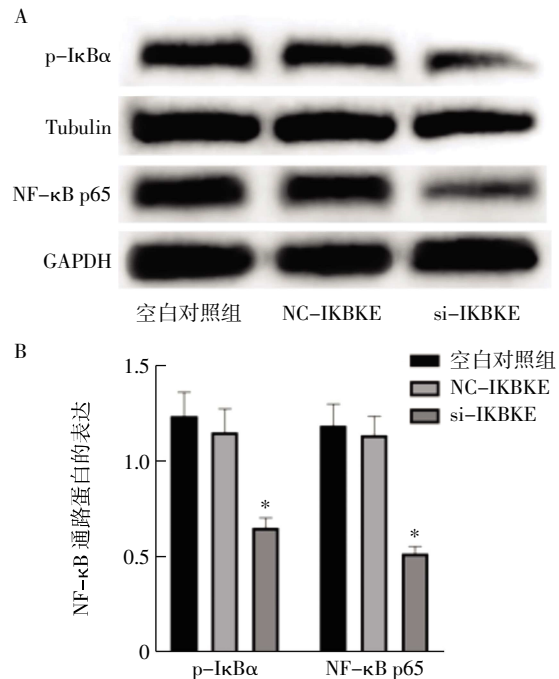 A
p-IκBα
Tubulin
NF-κB p65
GAPDH
空白对照组 NC-IKBKE si-IKBKE
B
NF-κB 通路蛋白的表达
1.5
1.0
0.5
0
空白对照组
NC-IKBKE
si-IKBKE
*
*
p-IκBα NF-κB p65